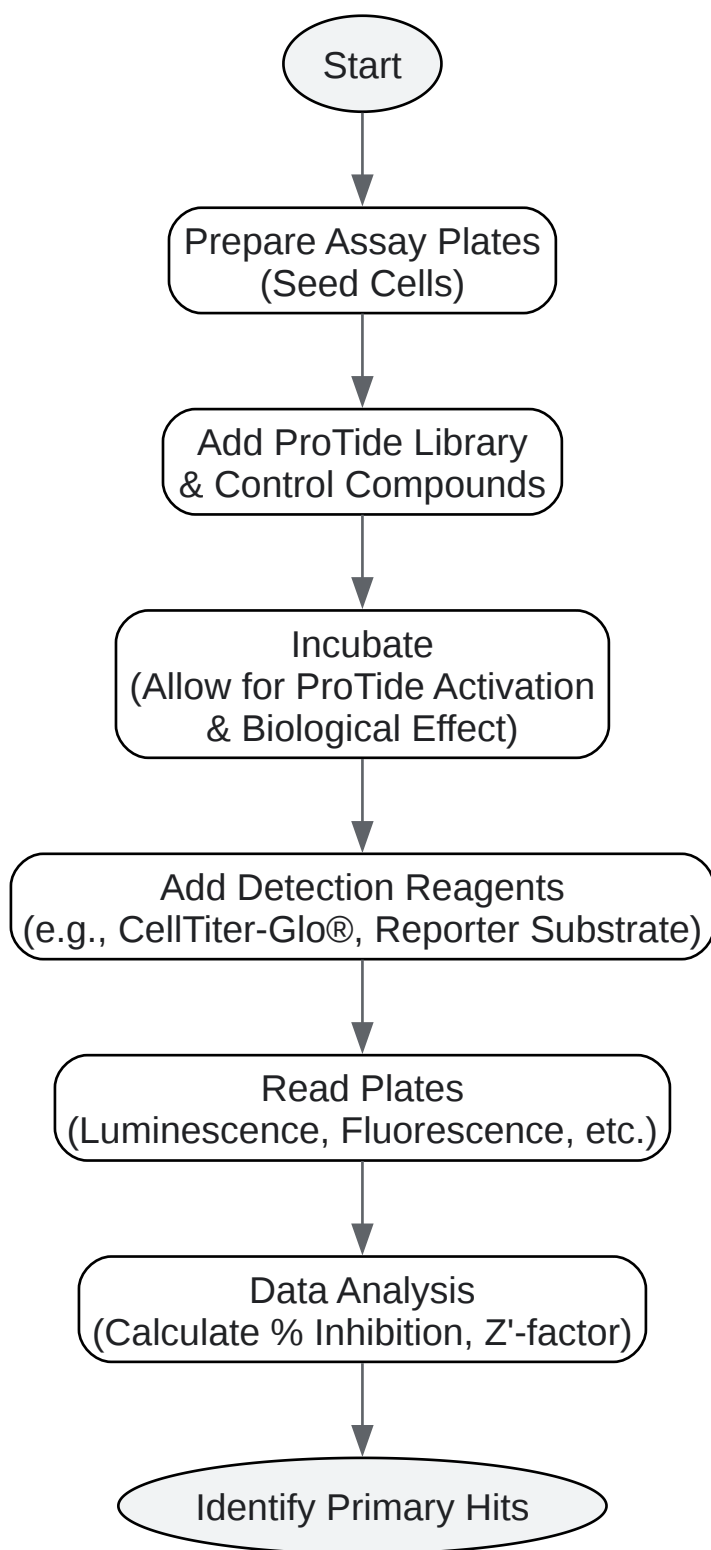 Start
Prepare Assay Plates
(Seed Cells)
Add ProTide Library
& Control Compounds
Incubate
(Allow for ProTide Activation
& Biological Effect)
Add Detection Reagents
(e.g., CellTiter-Glo®, Reporter Substrate)
Read Plates
(Luminescence, Fluorescence, etc.)
Data Analysis
(Calculate % Inhibition, Z'-factor)
Identify Primary Hits